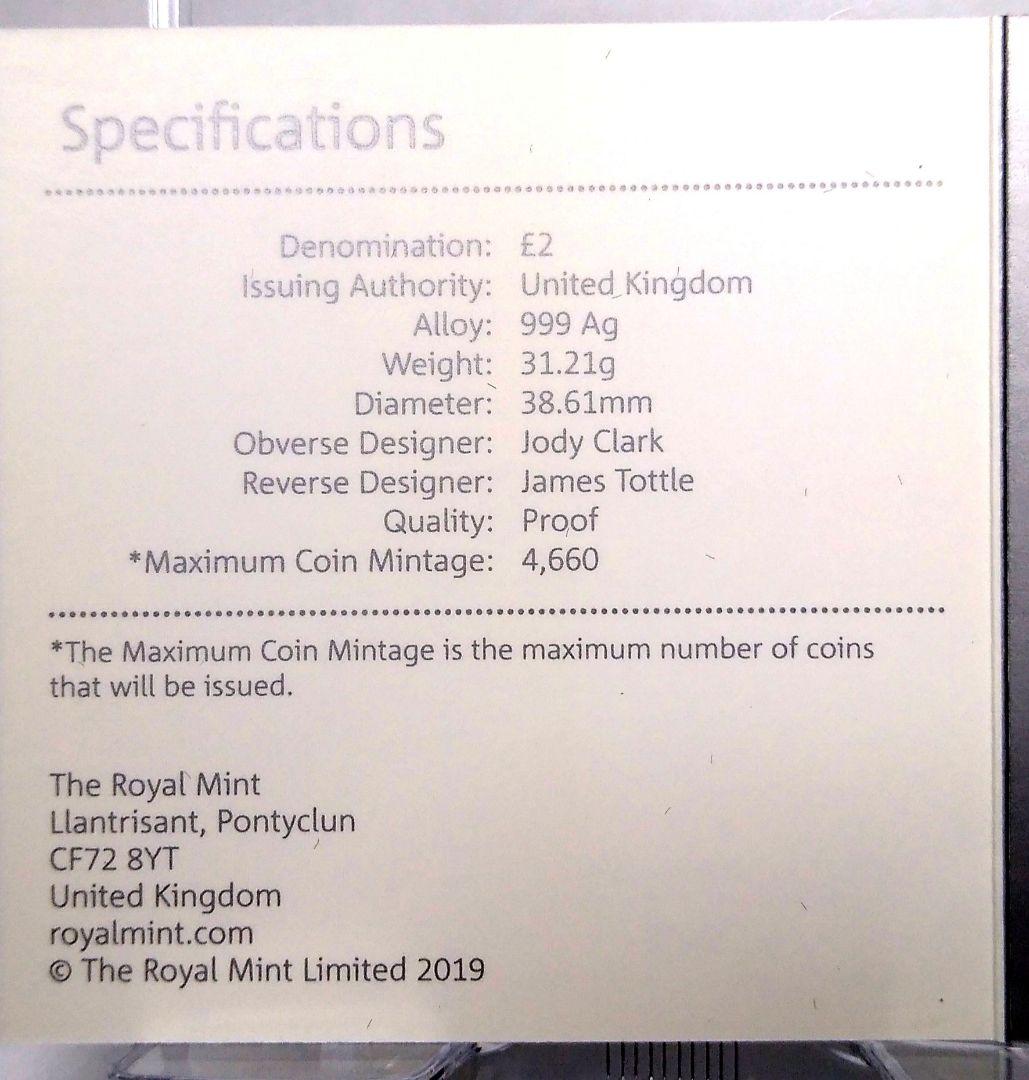 Specifications
Denomination: £2
Issuing Authority: United Kingdom
Alloy: 999 Ag
Weight: 31.21g
Diameter: 38.61mm
Obverse Designer: Jody Clark
Reverse Designer: James Tottle
Quality: Proof
*Maximum Coin Mintage: 4,660
*The Maximum Coin Mintage is the maximum number of coins
that will be issued.
The Royal Mint
Llantrisant, Pontyclun
CF72 8YT
United Kingdom
royalmint.com
© The Royal Mint Limited 2019